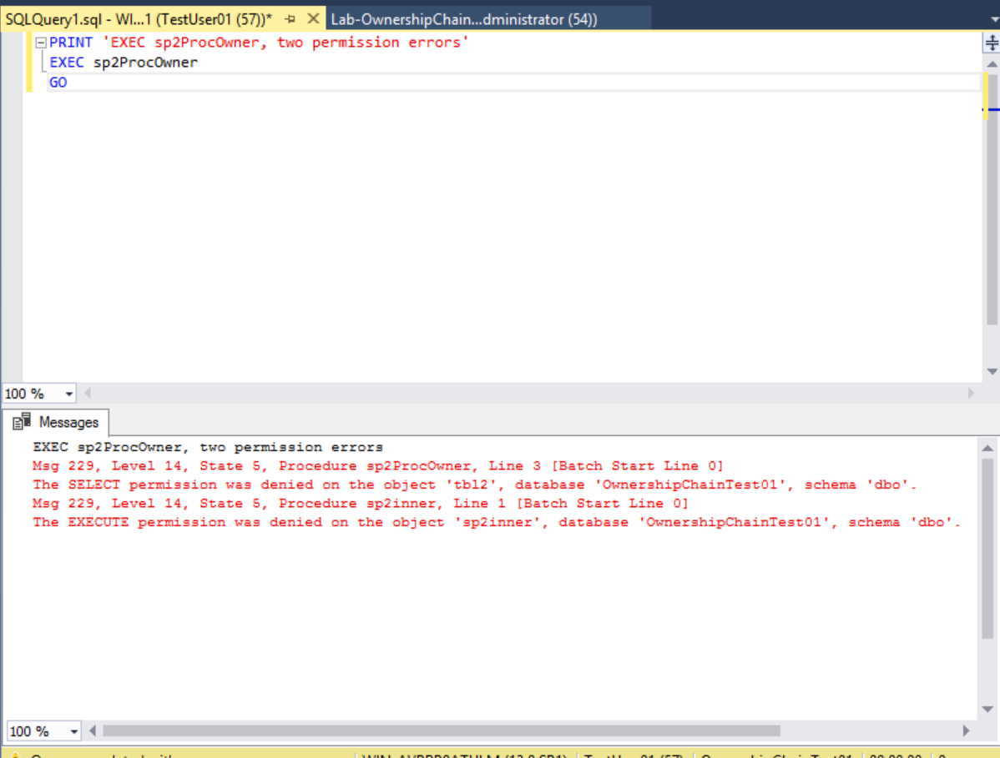 SQLQuery1.sql - WI...1 (TestUser01 (57))* Lab-OwnershipChain...dministrator (54))
PRINT 'EXEC sp2ProcOwner, two permission errors'
EXEC sp2ProcOwner
GO
100 %
Messages
EXEC sp2ProcOwner, two permission errors
Msg 229, Level 14, State 5, Procedure sp2ProcOwner, Line 3 [Batch Start Line 0]
The SELECT permission was denied on the object 'tbl2', database 'OwnershipChainTest01', schema 'dbo'.
Msg 229, Level 14, State 5, Procedure sp2inner, Line 1 [Batch Start Line 0]
The EXECUTE permission was denied on the object 'sp2inner', database 'OwnershipChainTest01', schema 'dbo'.
100 %